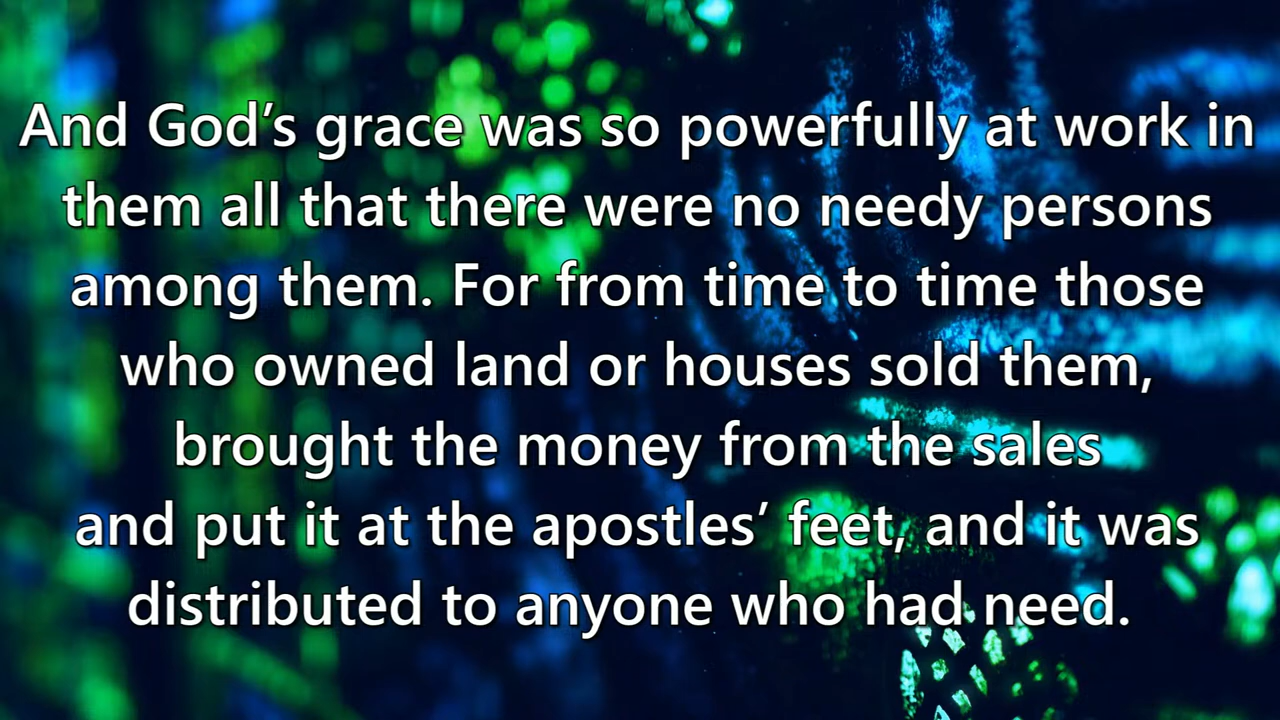 And God’s grace was so powerfully at work in
them all that there were no needy persons
among them. For from time to time those
who owned land or houses sold them,
brought the money from the sales
and put it at the apostles’ feet, and it was
distributed to anyone who had need.